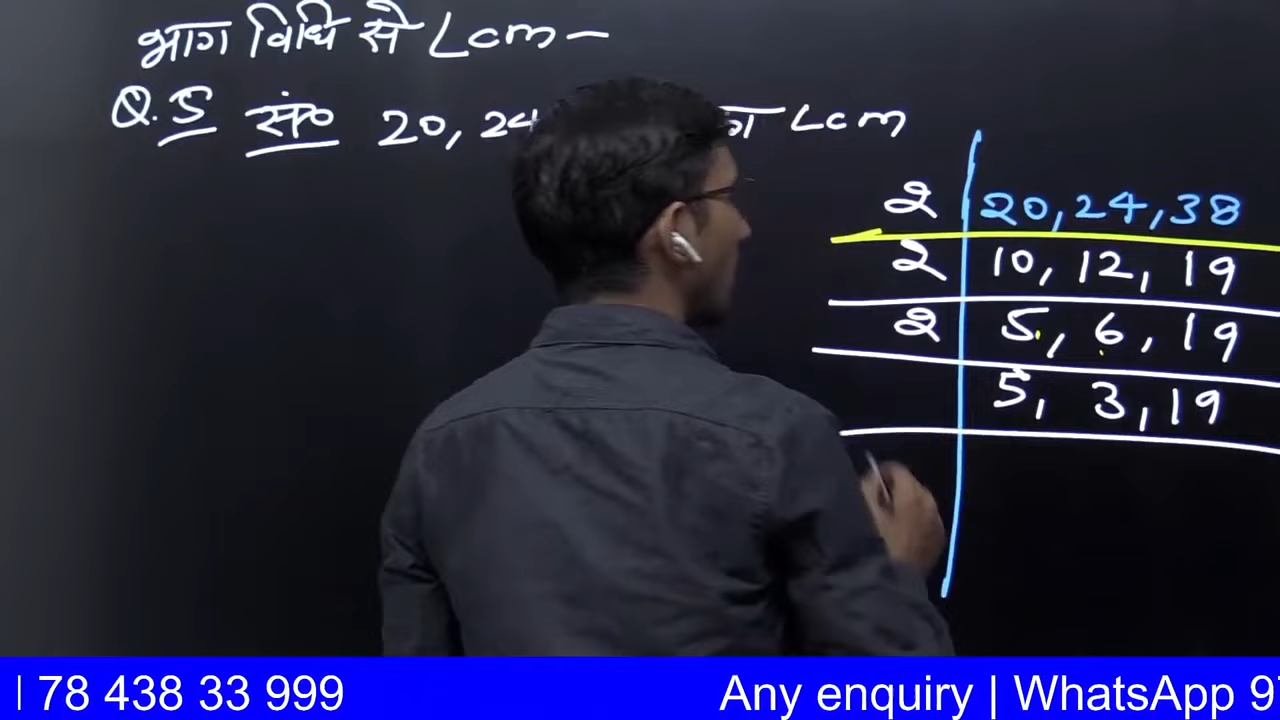 भाग विधि से Lcm —
Q.5 सं० 20, 24 का Lcm
2 20, 24, 38
2 10, 12, 19
2 5, 6, 19
5, 3, 19
78 438 33 999 Any enquiry | WhatsApp 97